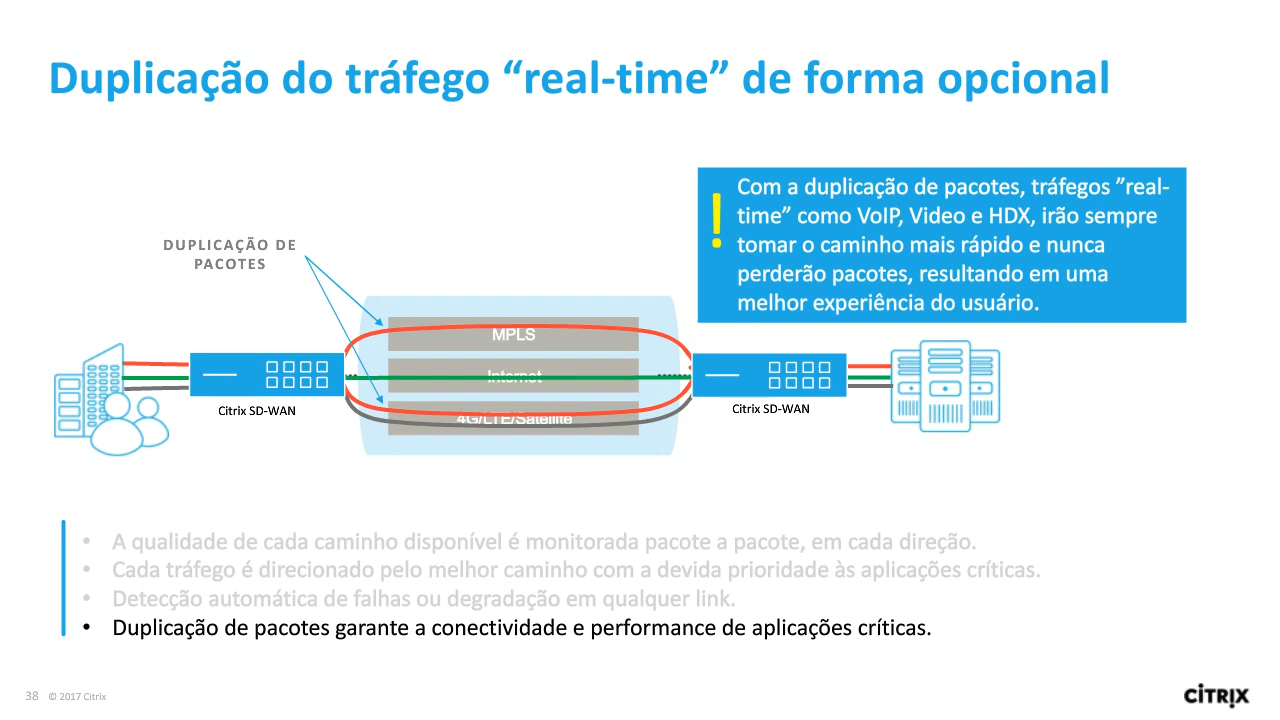 Duplicação do tráfego “real-time” de forma opcional
!
Com a duplicação de pacotes, tráfegos ”real-
time” como VoIP, Video e HDX, irão sempre
tomar o caminho mais rápido e nunca
perderão pacotes, resultando em uma
melhor experiência do usuário.
DUPLICAÇÃO DE
PACOTES
MPLS
Internet
4G/LTE/Satellite
Citrix SD-WAN
Citrix SD-WAN
• A qualidade de cada caminho disponível é monitorada pacote a pacote, em cada direção.
• Cada tráfego é direcionado pelo melhor caminho com a devida prioridade às aplicações críticas.
• Detecção automática de falhas ou degradação em qualquer link.
• Duplicação de pacotes garante a conectividade e performance de aplicações críticas.
38 © 2017 Citrix
CITRIX